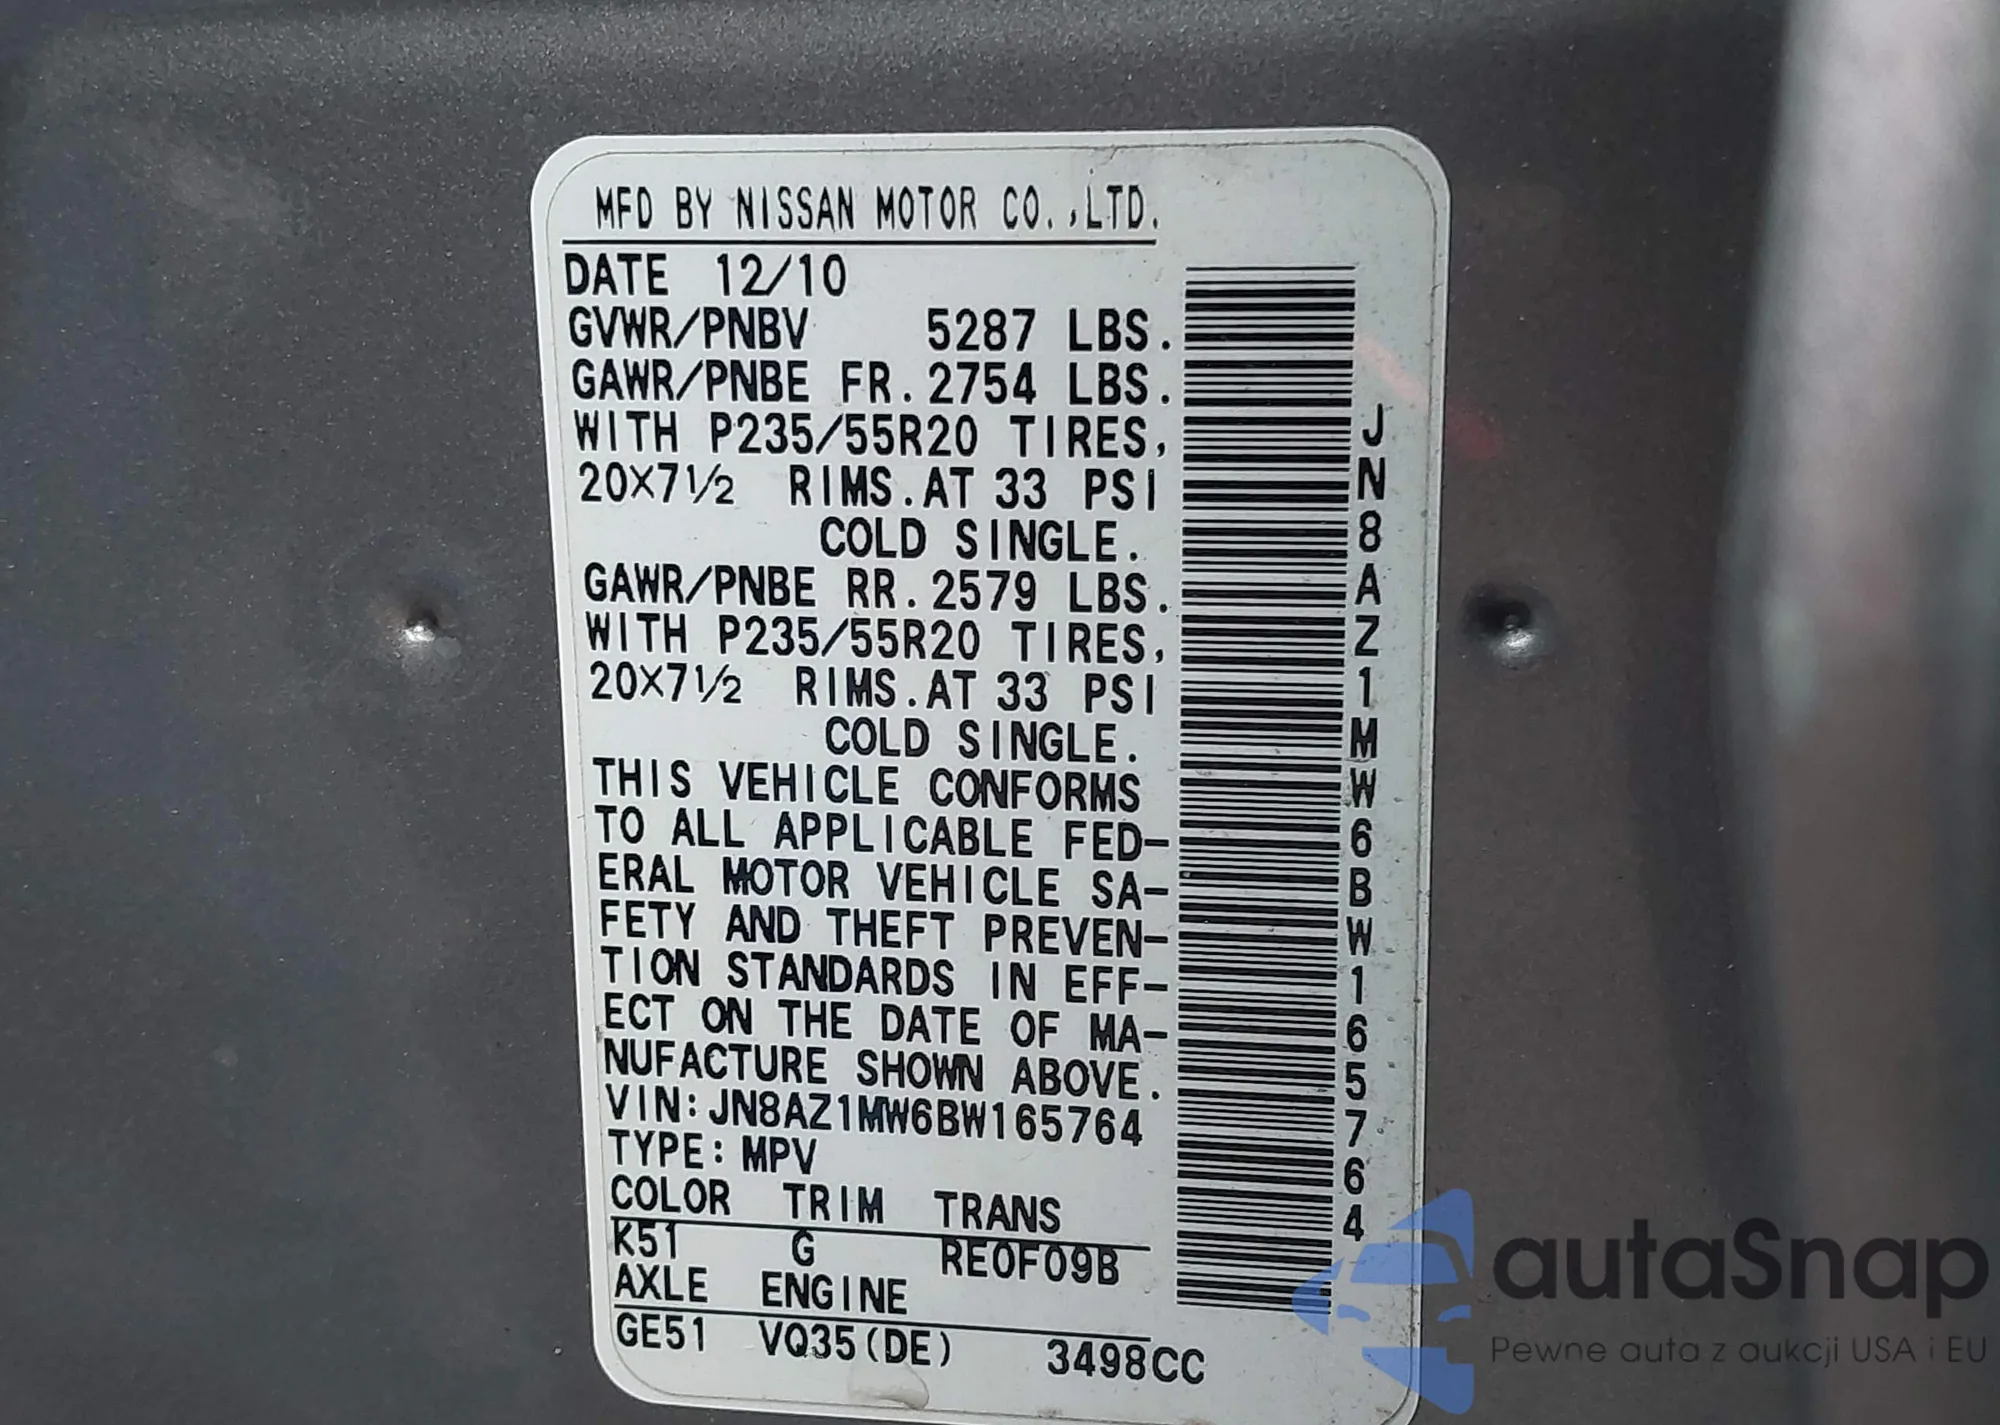 MFD BY NISSAN MOTOR CO.,LTD.
DATE 12/10
GVWR/PNBV 5287 LBS.
GAWR/PNBE FR. 2754 LBS.
WITH P235/55R20 TIRES,
20X7½ RIMS. AT 33 PSI
COLD SINGLE.
GAWR/PNBE RR. 2579 LBS.
WITH P235/55R20 TIRES,
20X7½ RIMS. AT 33 PSI
COLD SINGLE.
THIS VEHICLE CONFORMS
TO ALL APPLICABLE FED-
ERAL MOTOR VEHICLE SA-
FETY AND THEFT PREVEN-
TION STANDARDS IN EFF-
ECT ON THE DATE OF MA-
NUFACTURE SHOWN ABOVE.
VIN: JN8AZ1MW6BW165764
TYPE: MPV
COLOR TRIM TRANS
K51 G RE0F09B
AXLE ENGINE
GE51 VQ35(DE) 3498CC
JN8AZ1MW6BW165764
autaSnap
Pewne auta z aukcji USA i EU